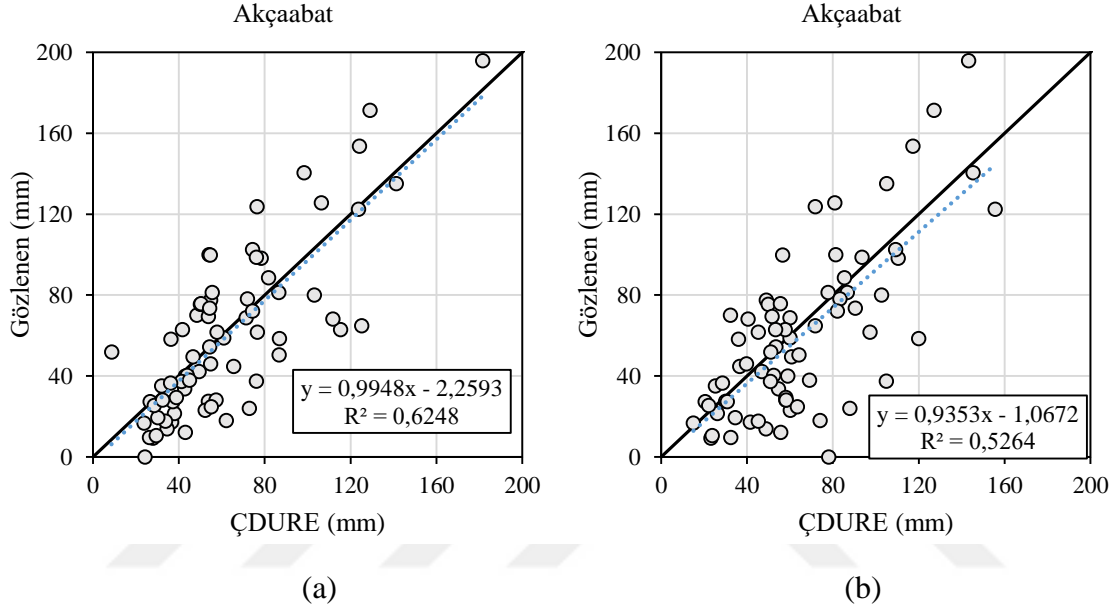 Akçaabat
200
160
120
80
40
0
0 40 80 120 160 200
Gözlenen (mm)
ÇDURE (mm)
y = 0,9948x - 2,2593
R² = 0,6248
(a)
Akçaabat
200
160
120
80
40
0
0 40 80 120 160 200
Gözlenen (mm)
ÇDURE (mm)
y = 0,9353x - 1,0672
R² = 0,5264
(b)